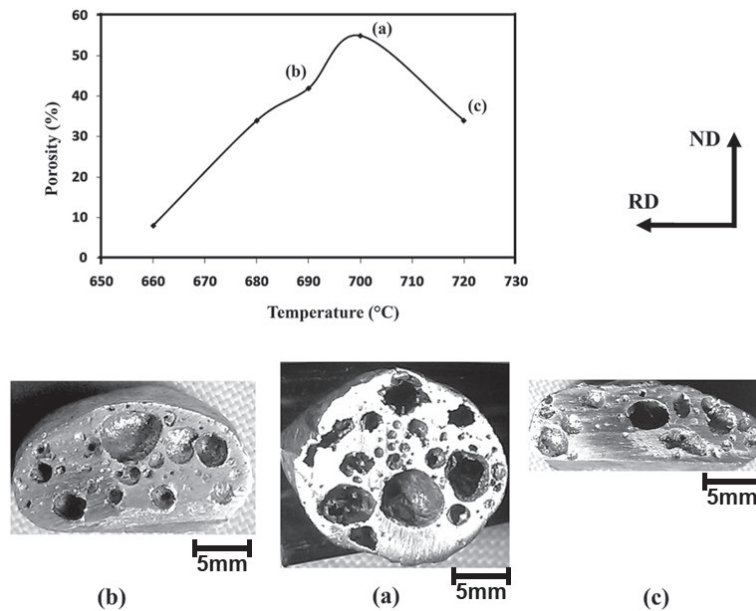 60
50
40
30
20
10
0
Porosity (%)
(a)
(b)
(c)
650 660 670 680 690 700 710 720 730
Temperature (°C)
ND
RD
5mm
5mm
5mm
(b) (a) (c)